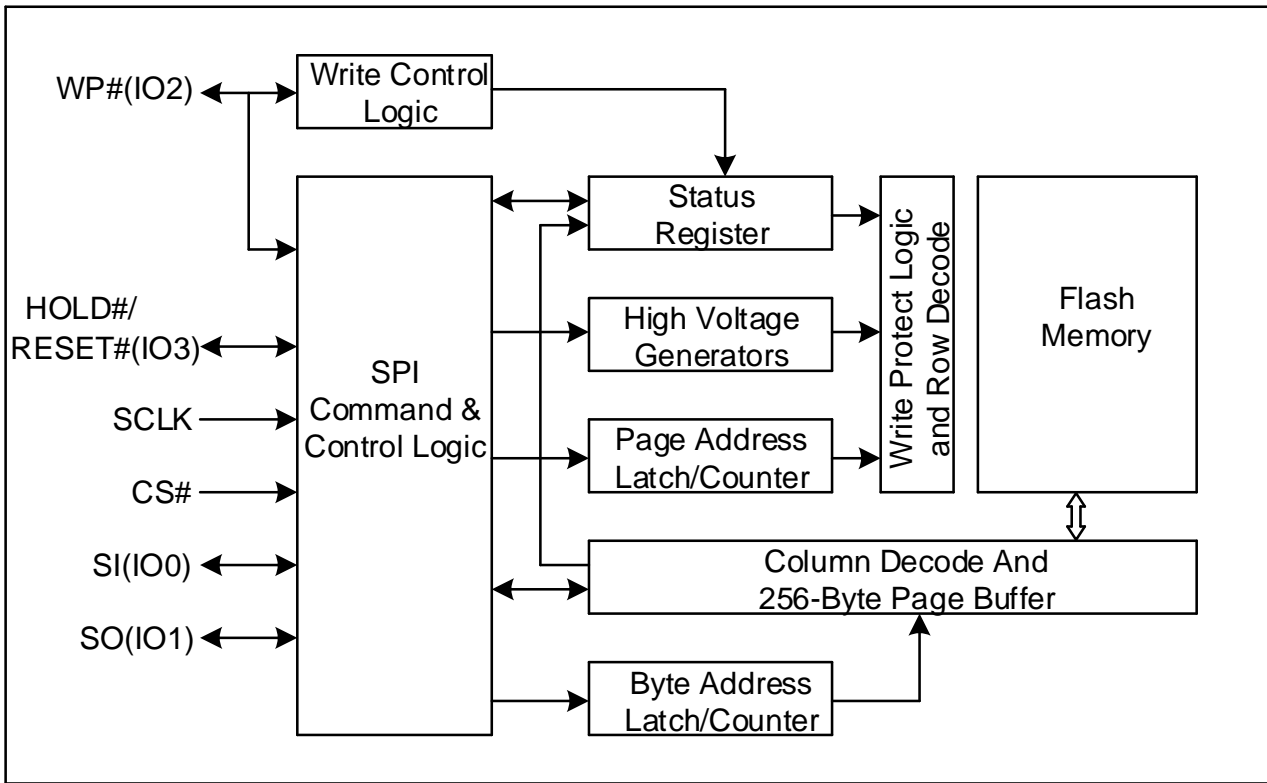 WP#(IO2)
Write Control
Logic
Status
Register
Write Protect Logic
and Row Decode
Flash
Memory
HOLD#/
RESET#(IO3)
High Voltage
Generators
SPI
Command &
Control Logic
SCLK
Page Address
Latch/Counter
CS#
SI(IO0)
Column Decode And
256-Byte Page Buffer
SO(IO1)
Byte Address
Latch/Counter